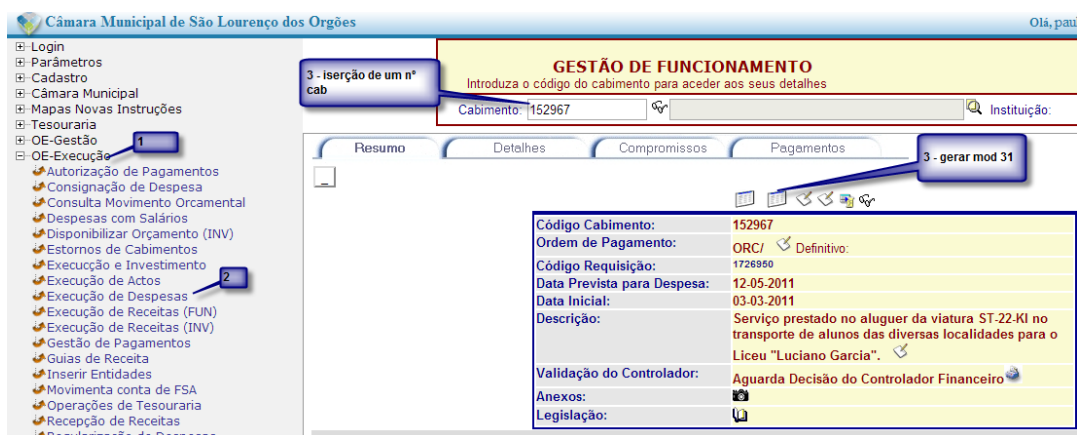 Câmara Municipal de São Lourenço dos Orgões
Olá, paul
Login
Parâmetros
Cadastro
Câmara Municipal
Mapas Novas Instruções
Tesouraria
OE-Gestão
OE-Execução
Autorização de Pagamentos
Consignação de Despesa
Consulta Movimento Orcamental
Despesas com Salários
Disponibilizar Orçamento (INV)
Estornos de Cabimentos
Execucção e Investimento
Execução de Actos
Execução de Despesas
Execução de Receitas (FUN)
Execução de Receitas (INV)
Gestão de Pagamentos
Guias de Receita
Inserir Entidades
Movimenta conta de FSA
Operações de Tesouraria
Recepção de Receitas
Regularização de Despesas
1
2
3 - iserção de um nº
cab
GESTÃO DE FUNCIONAMENTO
Introduza o código do cabimento para aceder aos seus detalhes
Cabimento: 152967 Instituição:
Resumo Detalhes Compromissos Pagamentos
3 - gerar mod 31
Código Cabimento: 152967
Ordem de Pagamento: ORC/ Definitivo:
Código Requisição: 1726950
Data Prevista para Despesa: 12-05-2011
Data Inicial: 03-03-2011
Descrição: Serviço prestado no aluguer da viatura ST-22-KI no
transporte de alunos das diversas localidades para o
Liceu "Luciano Garcia".
Validação do Controlador: Aguarda Decisão do Controlador Financeiro
Anexos:
Legislação: